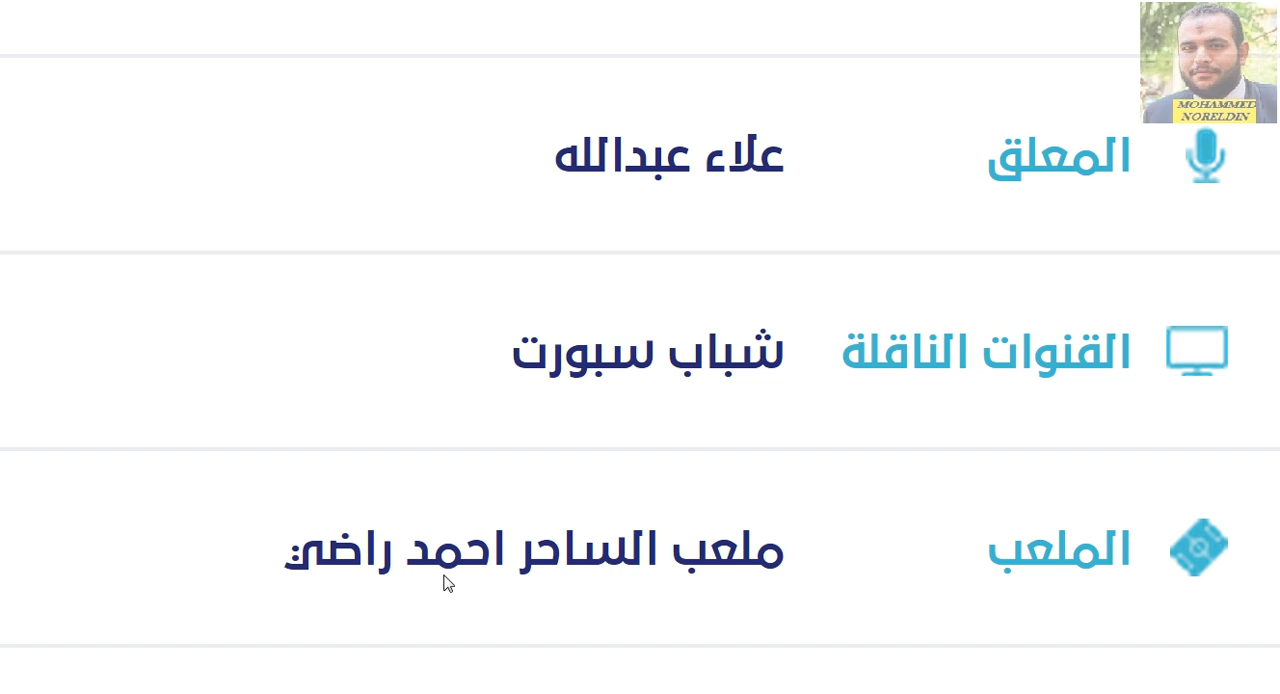 MOHAMMED
NORELDIN
المعلق علاء عبدالله
القنوات الناقلة شباب سبورت
الملعب ملعب الساحر احمد راضي